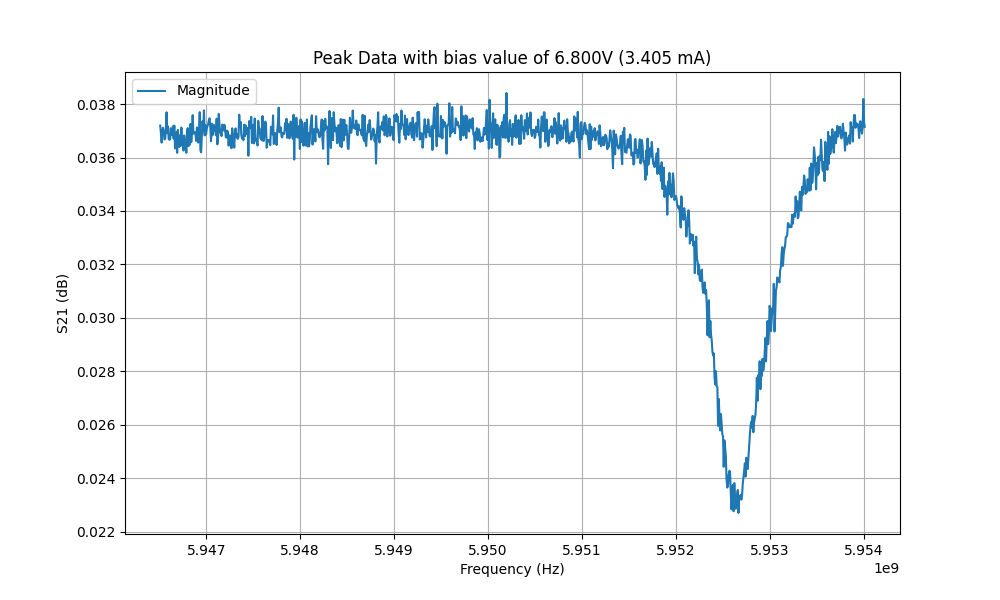 Peak Data with bias value of 6.800V (3.405 mA)
Magnitude
0.038
0.036
0.034
0.032
0.030
0.028
0.026
0.024
0.022
S21 (dB)
5.947 5.948 5.949 5.950 5.951 5.952 5.953 5.954
Frequency (Hz)
1e9